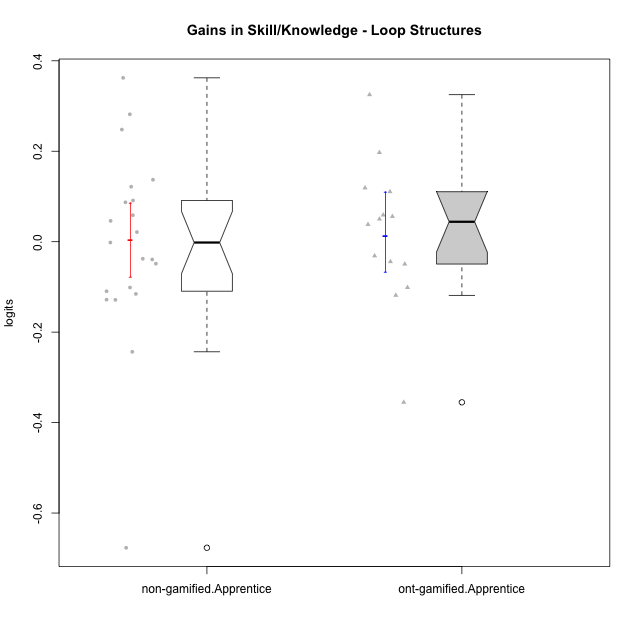 Gains in Skill/Knowledge - Loop Structures
logits
0.4
0.2
0.0
-0.2
-0.4
-0.6
non-gamified.Apprentice
ont-gamified.Apprentice